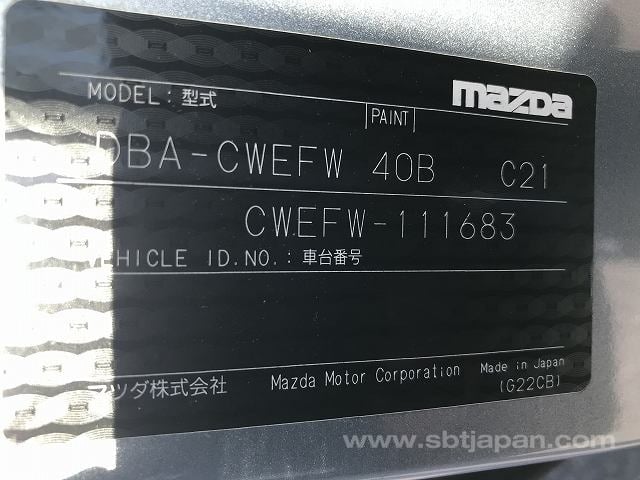 MODEL : 型式
mazda
PAINT
DBA-CWEFW 40B C21
CWEFW-111683
VEHICLE ID.NO. : 車台番号
マツダ株式会社 Mazda Motor Corporation Made in Japan
(G22CB)
www.sbtjapan.com